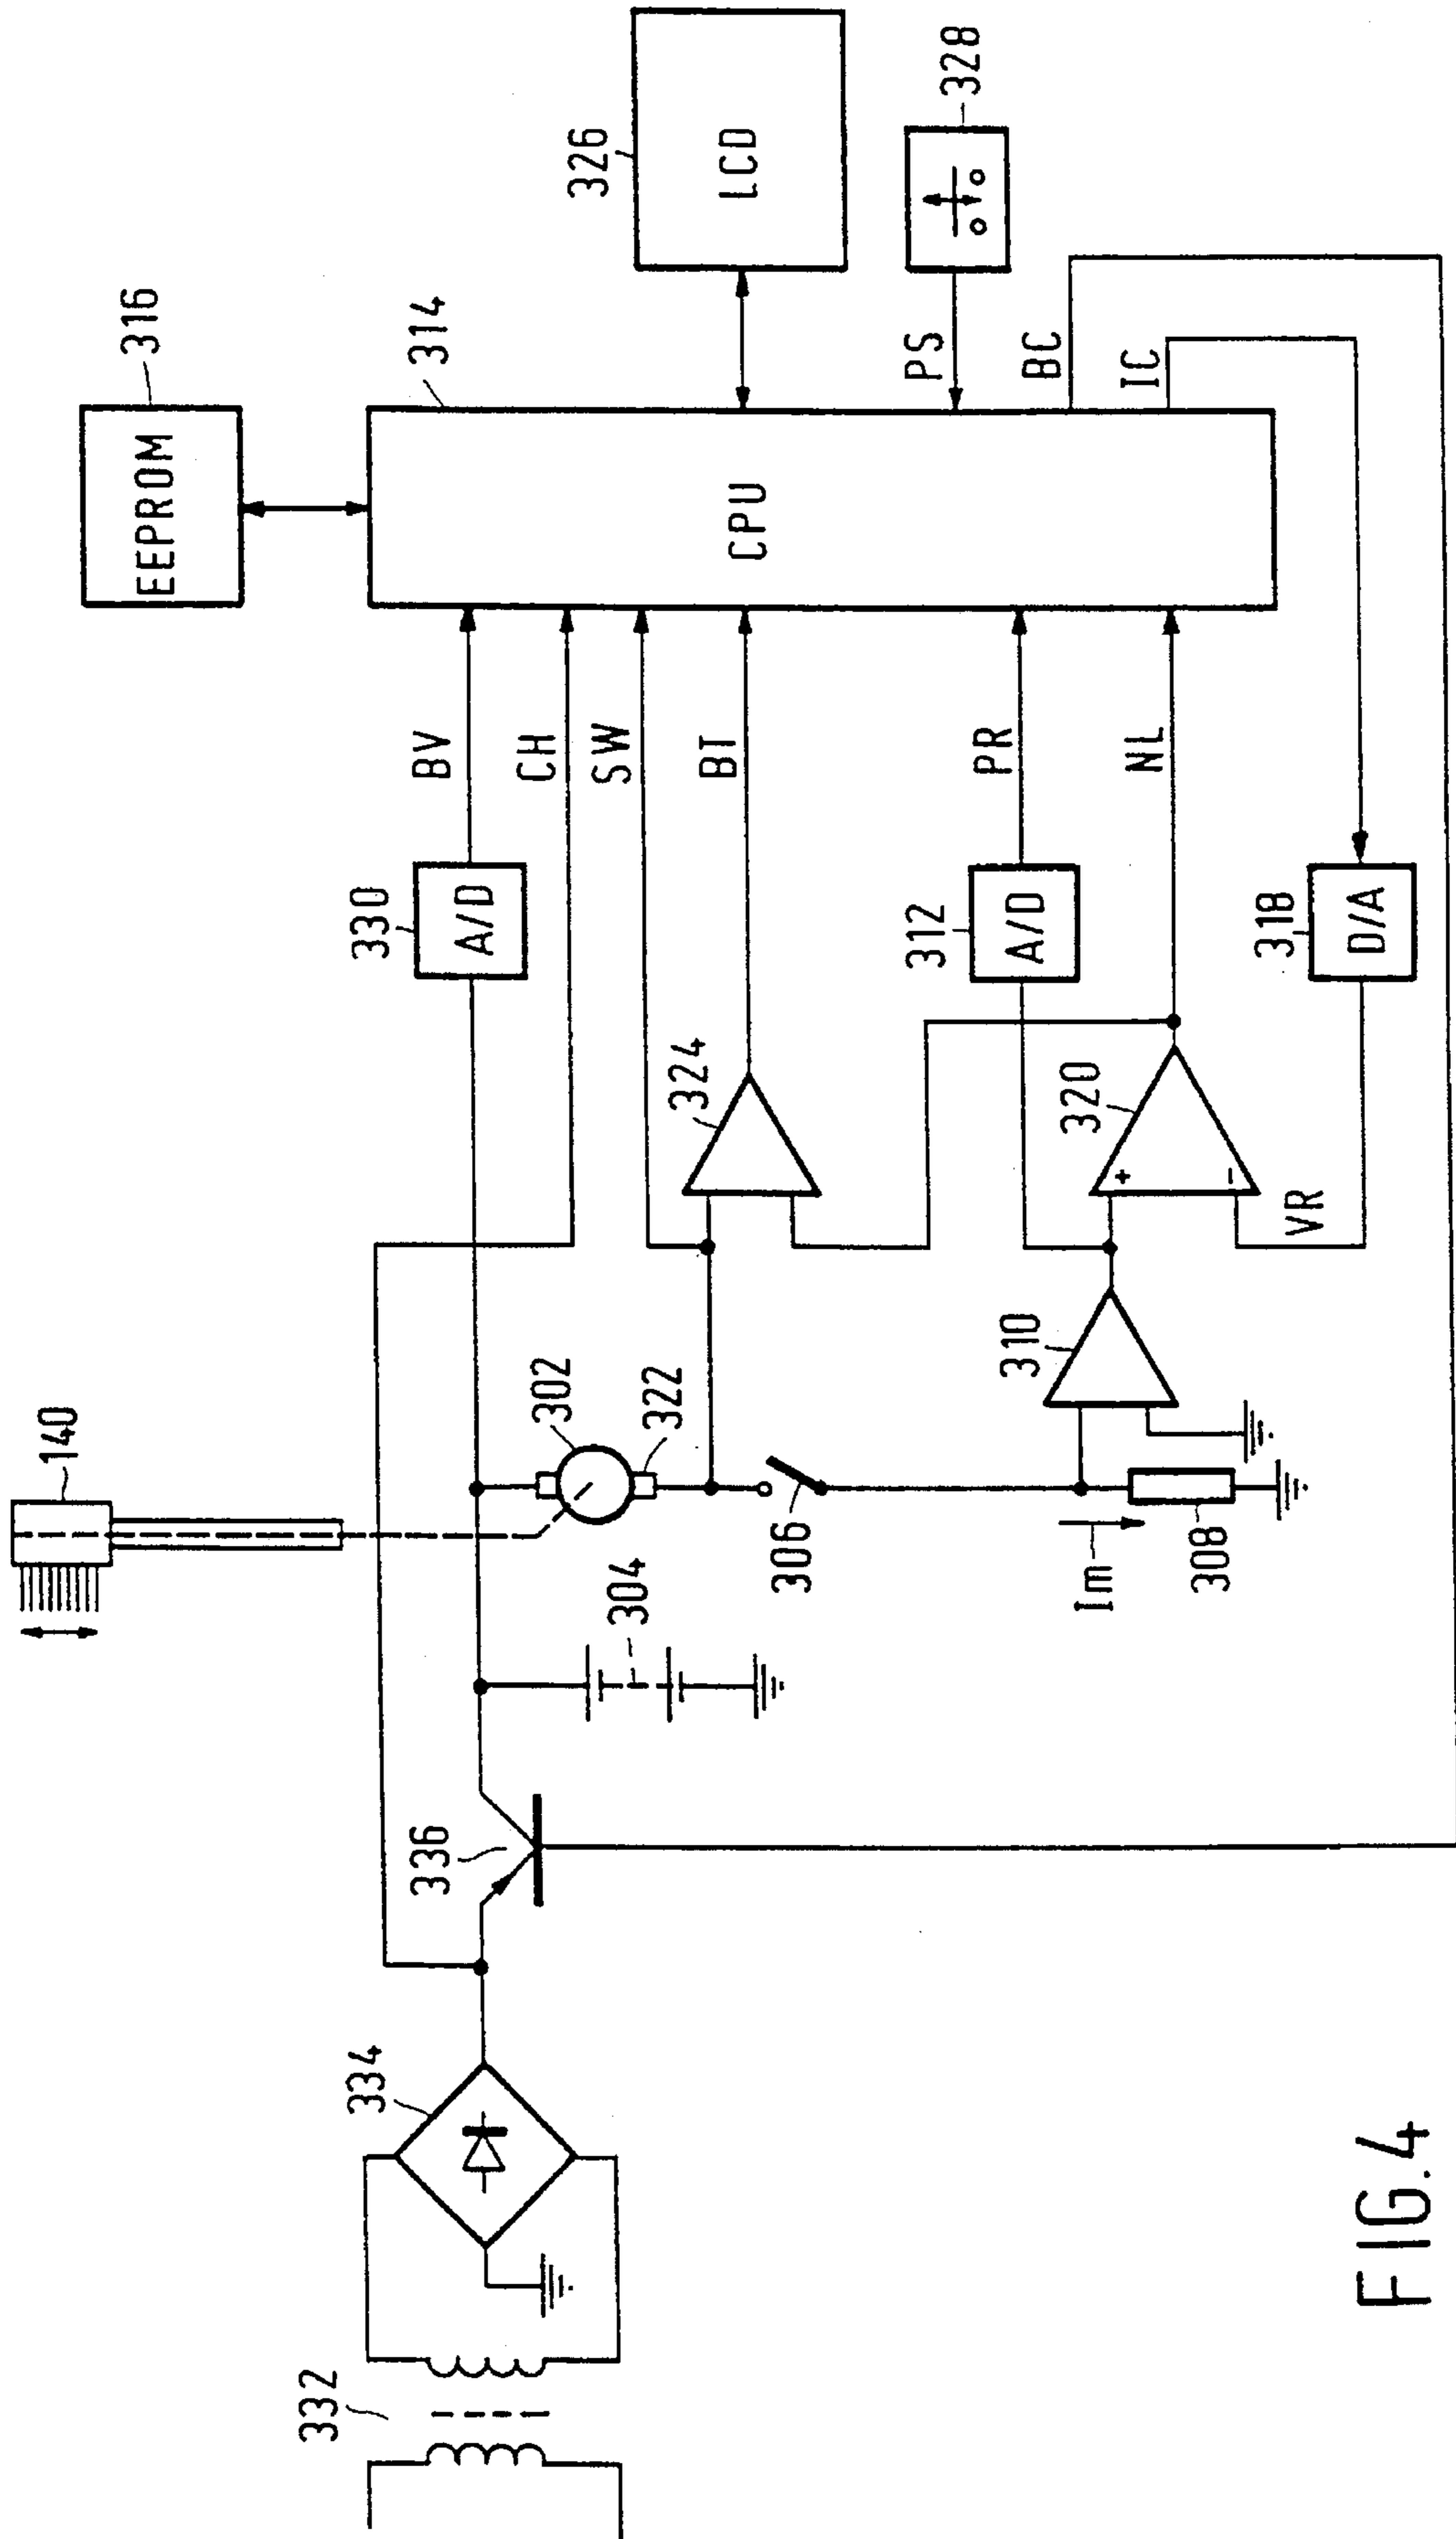 140
332
334
336
304
302
322
306
Im
308
310
324
320
+
-
VR
330
A/D
312
A/D
318
D/A
BV
CH
SW
BT
PR
NL
316
EEPROM
314
CPU
326
LCD
328
PS
BC
IC
FIG.4